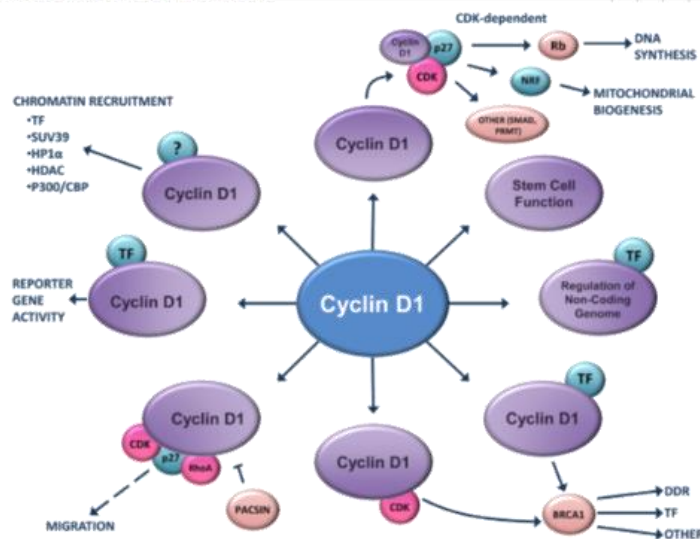 CDK-dependent
Cyclin D1
p27
CDK
Rb
DNA
SYNTHESIS
NRF
MITOCHONDRIAL
BIOGENESIS
OTHER (SMAD,
PRMT)
Cyclin D1
CHROMATIN RECRUITMENT
•TF
•SUV39
•HP1α
•HDAC
•P300/CBP
?
Cyclin D1
Stem Cell
Function
TF
Cyclin D1
REPORTER
GENE
ACTIVITY
Cyclin D1
TF
Regulation of
Non-Coding
Genome
Cyclin D1
CDK
p27
RhoA
PACSIN
MIGRATION
Cyclin D1
CDK
TF
Cyclin D1
BRCA1
DDR
TF
OTHER